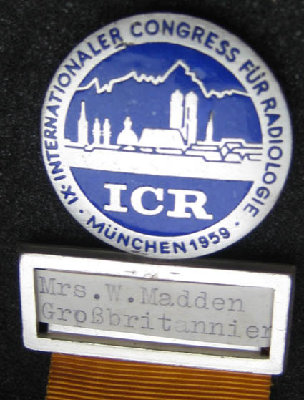 IX. INTERNATIONALER CONGRESS FÜR RADIOLOGIE
ICR
· MÜNCHEN 1959 ·
Mrs.W.Madden
Großbritannien